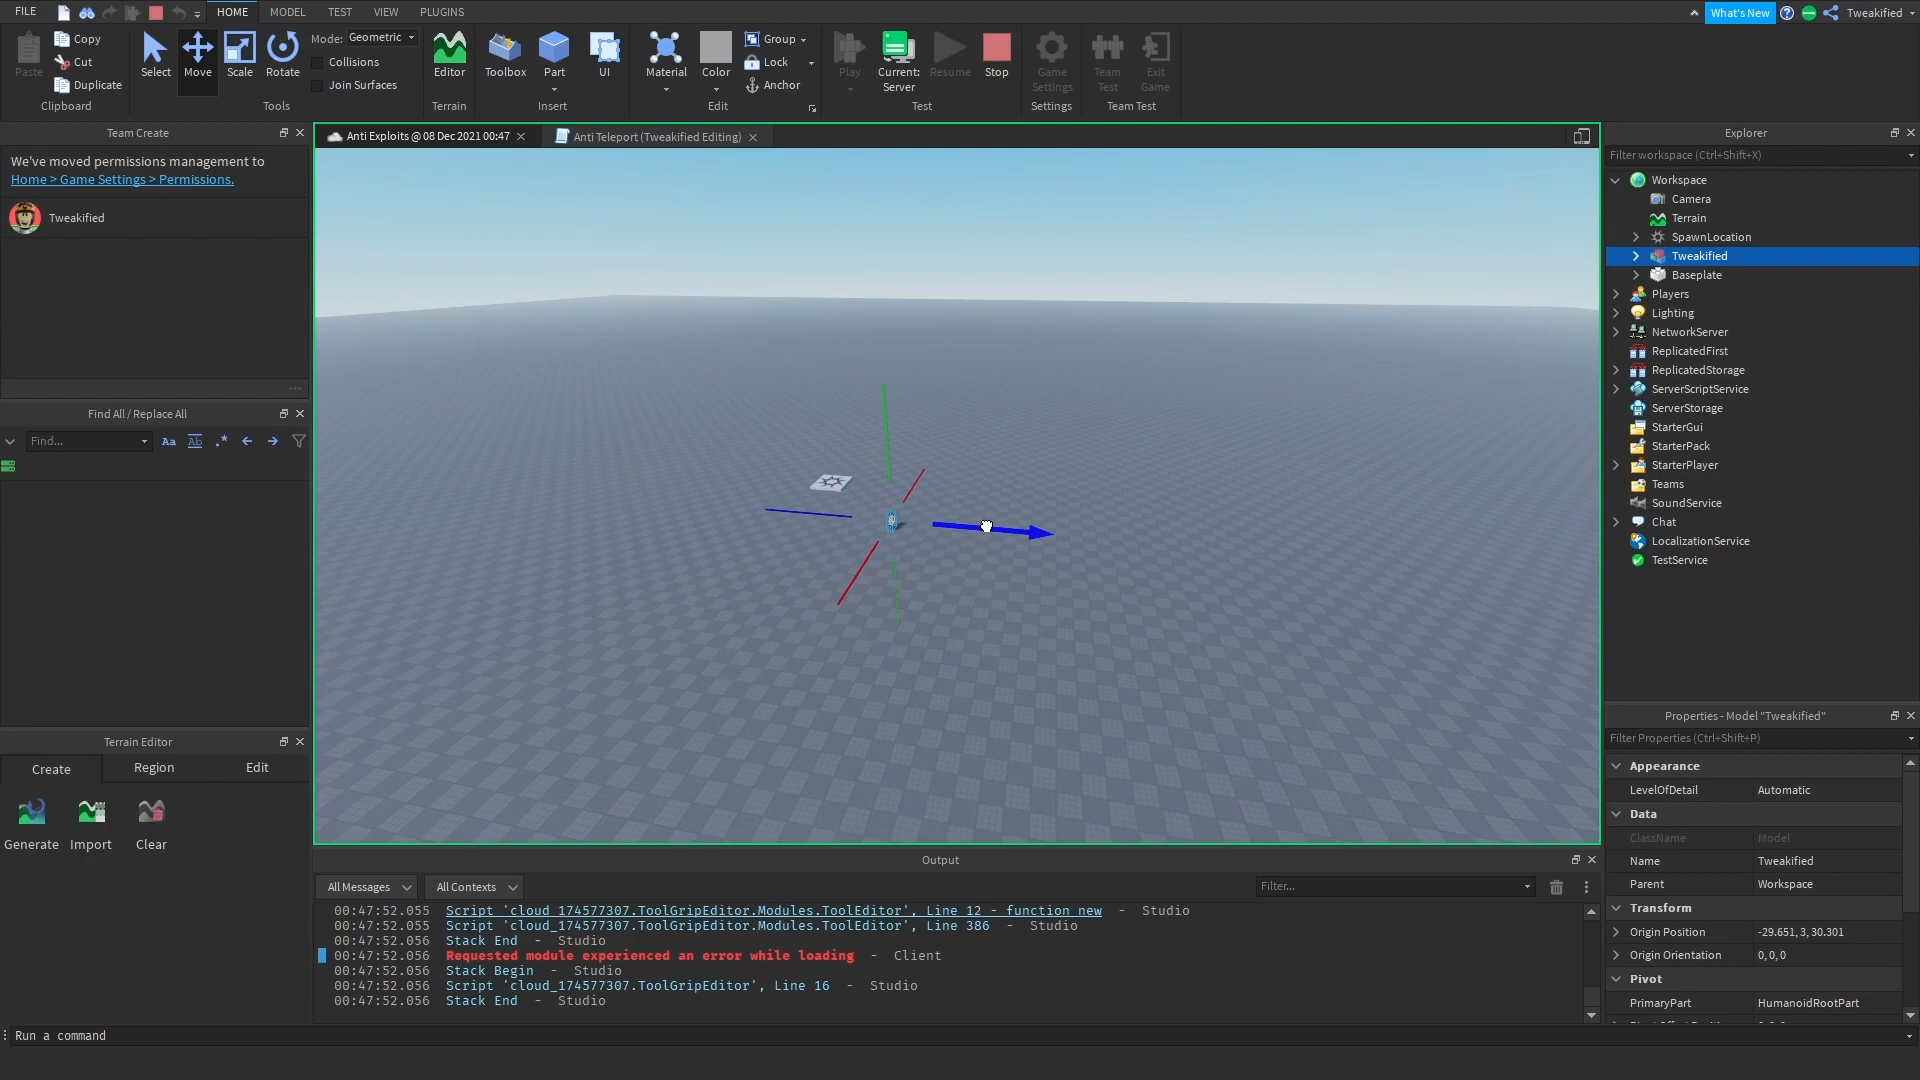 FILE
HOME
MODEL
TEST
VIEW
PLUGINS
What's New
Tweakified
Paste
Copy
Cut
Duplicate
Clipboard
Select
Move
Scale
Rotate
Mode: Geometric
Collisions
Join Surfaces
Tools
Editor
Terrain
Toolbox
Part
UI
Insert
Material
Color
Group
Lock
Anchor
Edit
Play
Current:
Server
Resume
Stop
Test
Game
Settings
Settings
Team
Test
Exit
Game
Team Test
Team Create
We've moved permissions management to
Home > Game Settings > Permissions.
Tweakified
Find All / Replace All
Find...
Aa
Ab
.*
Terrain Editor
Create
Region
Edit
Generate
Import
Clear
Anti Exploits @ 08 Dec 2021 00:47
Anti Teleport (Tweakified Editing)
Output
All Messages
All Contexts
Filter...
00:47:52.055 Script 'cloud_174577307.ToolGripEditor.Modules.ToolEditor', Line 12 - function new - Studio
00:47:52.055 Script 'cloud_174577307.ToolGripEditor.Modules.ToolEditor', Line 386 - Studio
00:47:52.056 Stack End - Studio
00:47:52.056 Requested module experienced an error while loading - Client
00:47:52.056 Stack Begin - Studio
00:47:52.056 Script 'cloud_174577307.ToolGripEditor', Line 16 - Studio
00:47:52.056 Stack End - Studio
Run a command
Explorer
Filter workspace (Ctrl+Shift+X)
Workspace
Camera
Terrain
SpawnLocation
Tweakified
Baseplate
Players
Lighting
NetworkServer
ReplicatedFirst
ReplicatedStorage
ServerScriptService
ServerStorage
StarterGui
StarterPack
StarterPlayer
Teams
SoundService
Chat
LocalizationService
TestService
Properties - Model "Tweakified"
Filter Properties (Ctrl+Shift+P)
Appearance
LevelOfDetail Automatic
Data
ClassName Model
Name Tweakified
Parent Workspace
Transform
Origin Position -29.651, 3, 30.301
Origin Orientation 0, 0, 0
Pivot
PrimaryPart HumanoidRootPart